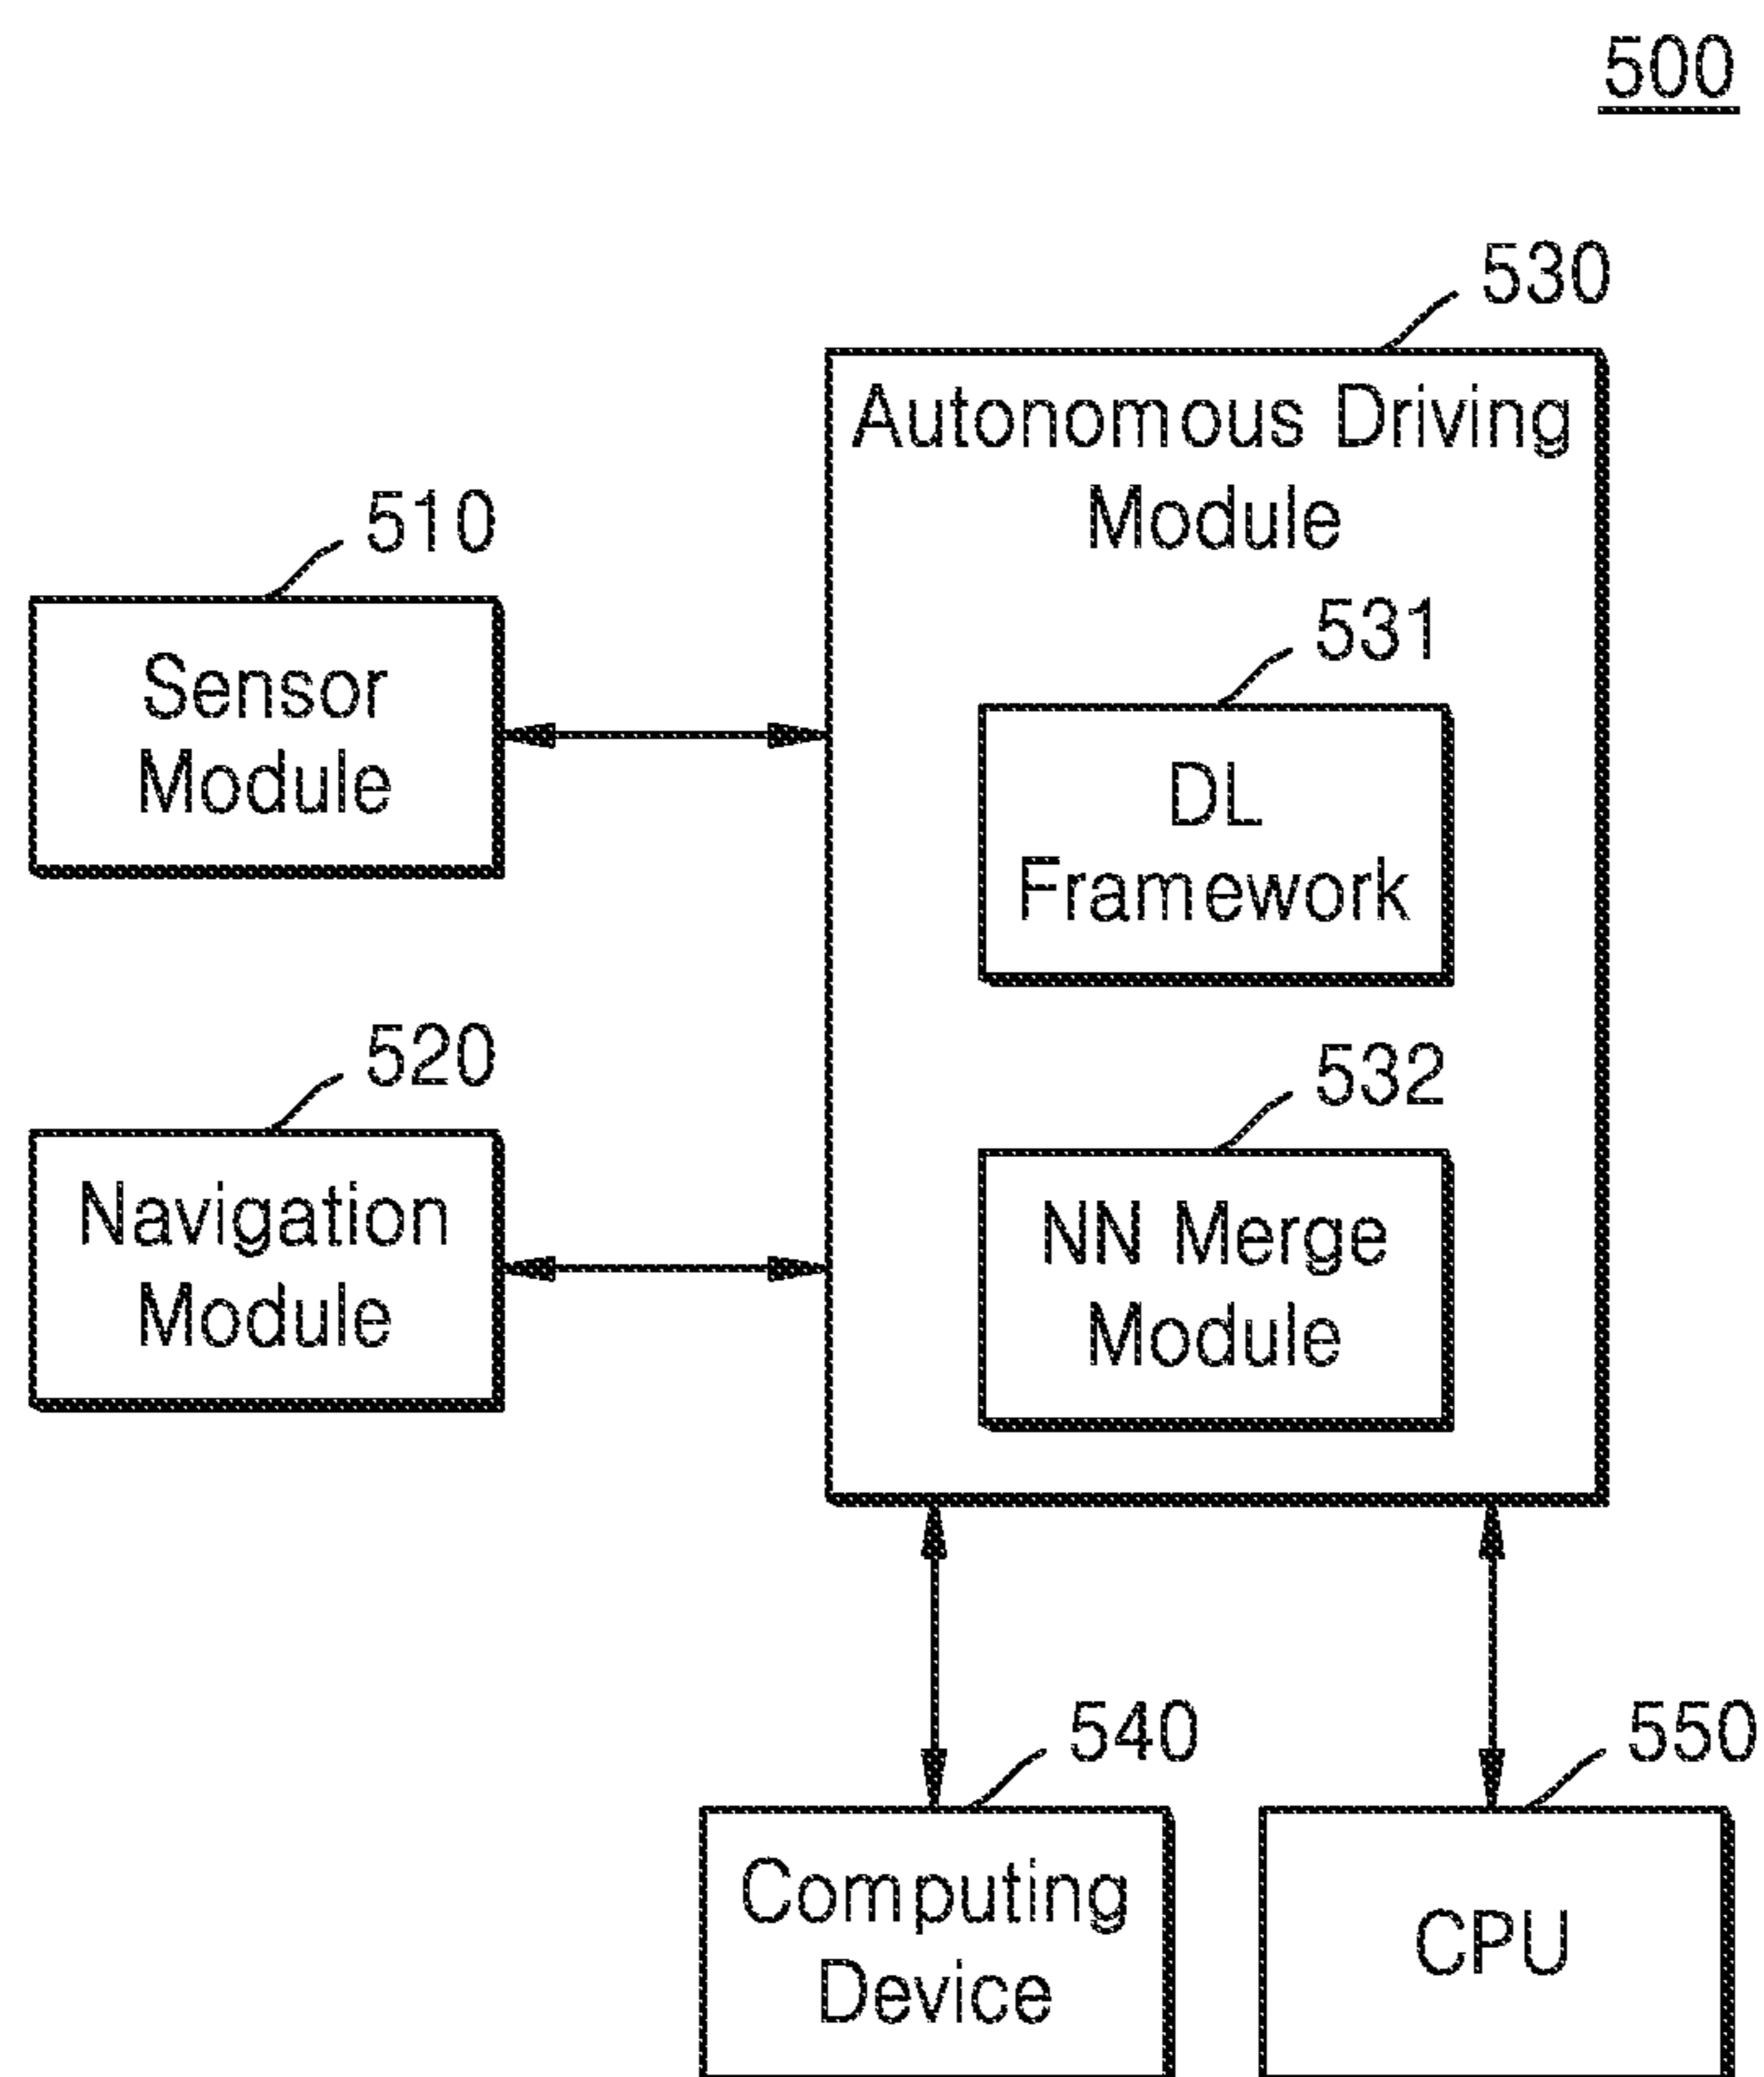 500
530
Autonomous Driving
Module
510
Sensor
Module
531
DL
Framework
520
Navigation
Module
532
NN Merge
Module
540
Computing
Device
550
CPU